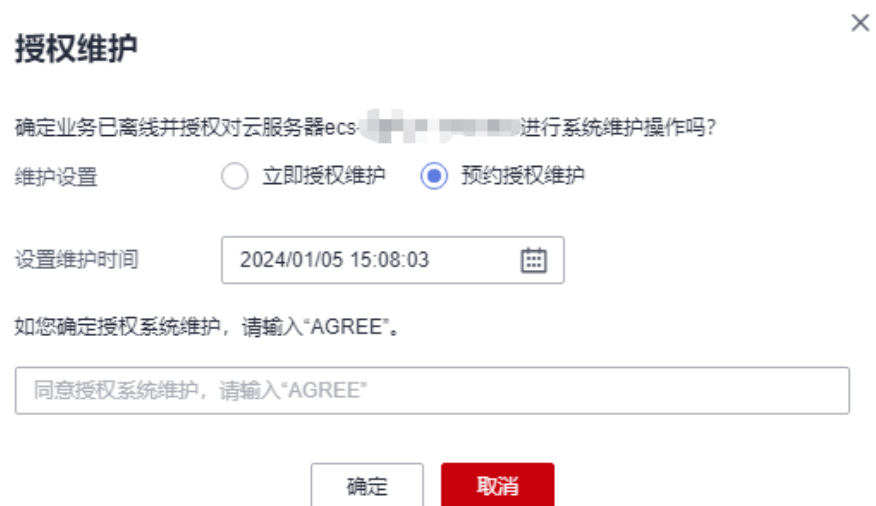 授权维护
确定业务已离线并授权对云服务器ecs-进行系统维护操作吗?
维护设置 立即授权维护 预约授权维护
设置维护时间 2024/01/05 15:08:03
如您确定授权系统维护，请输入“AGREE”。
同意授权系统维护，请输入“AGREE”
确定 取消